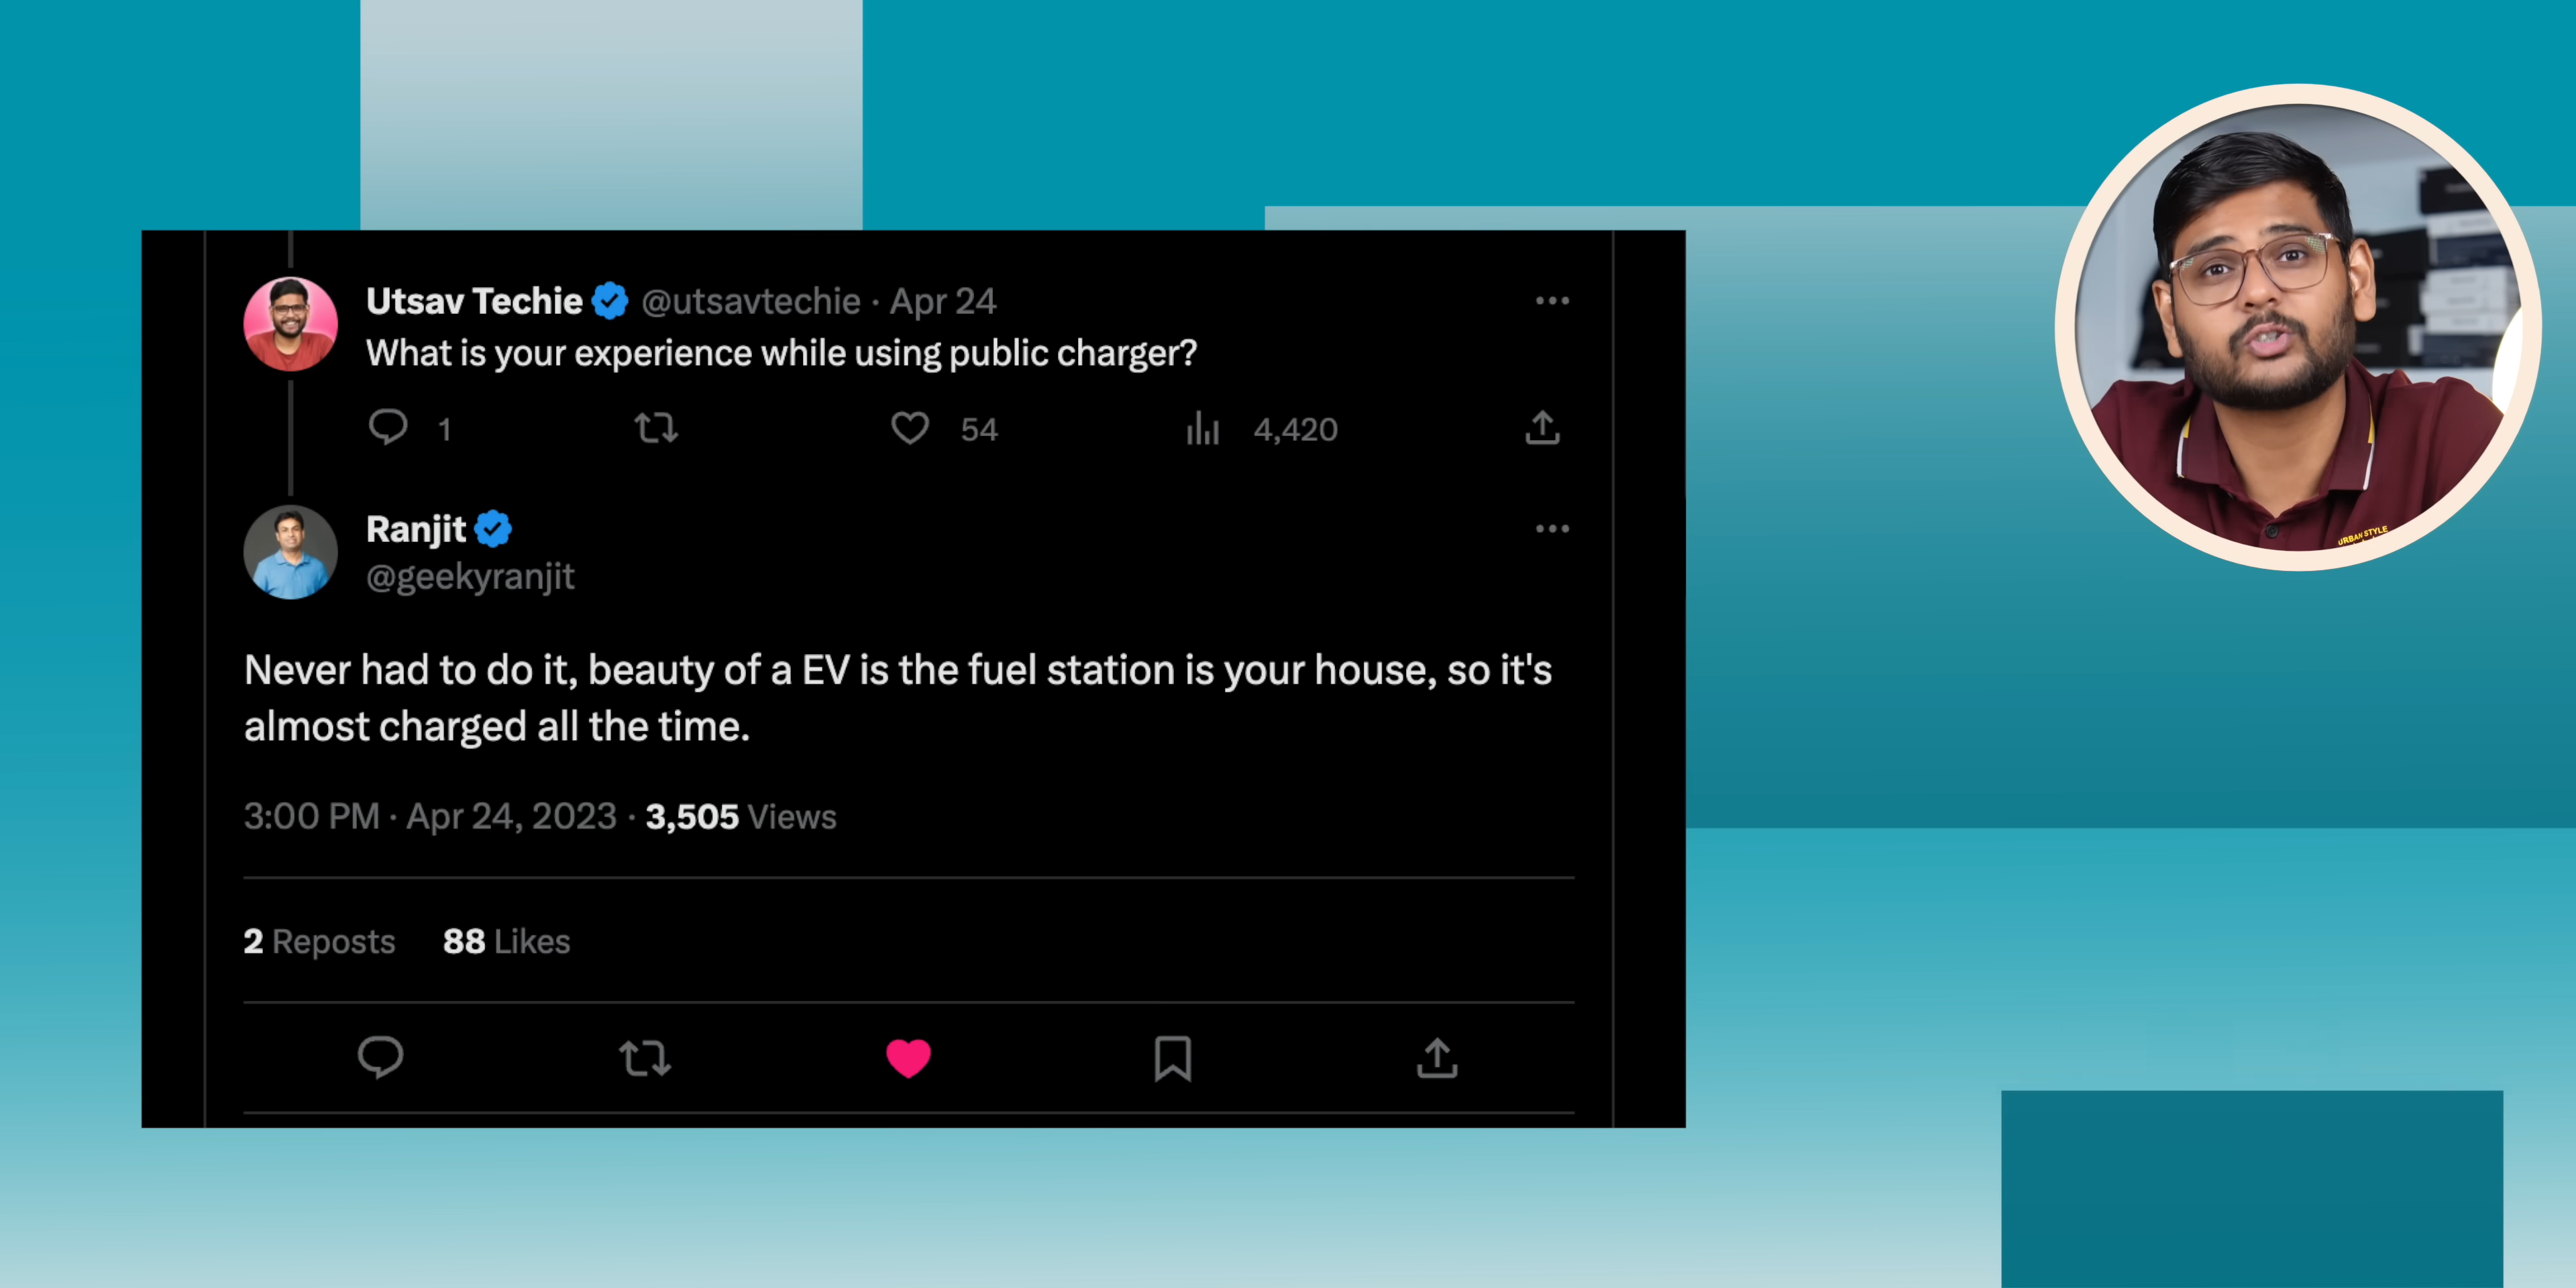 Utsav Techie @utsavtechie · Apr 24
What is your experience while using public charger?
1 54 4,420
Ranjit
@geekyranjit
Never had to do it, beauty of a EV is the fuel station is your house, so it's
almost charged all the time.
3:00 PM · Apr 24, 2023 · 3,505 Views
2 Reposts 88 Likes
URBAN STYLE